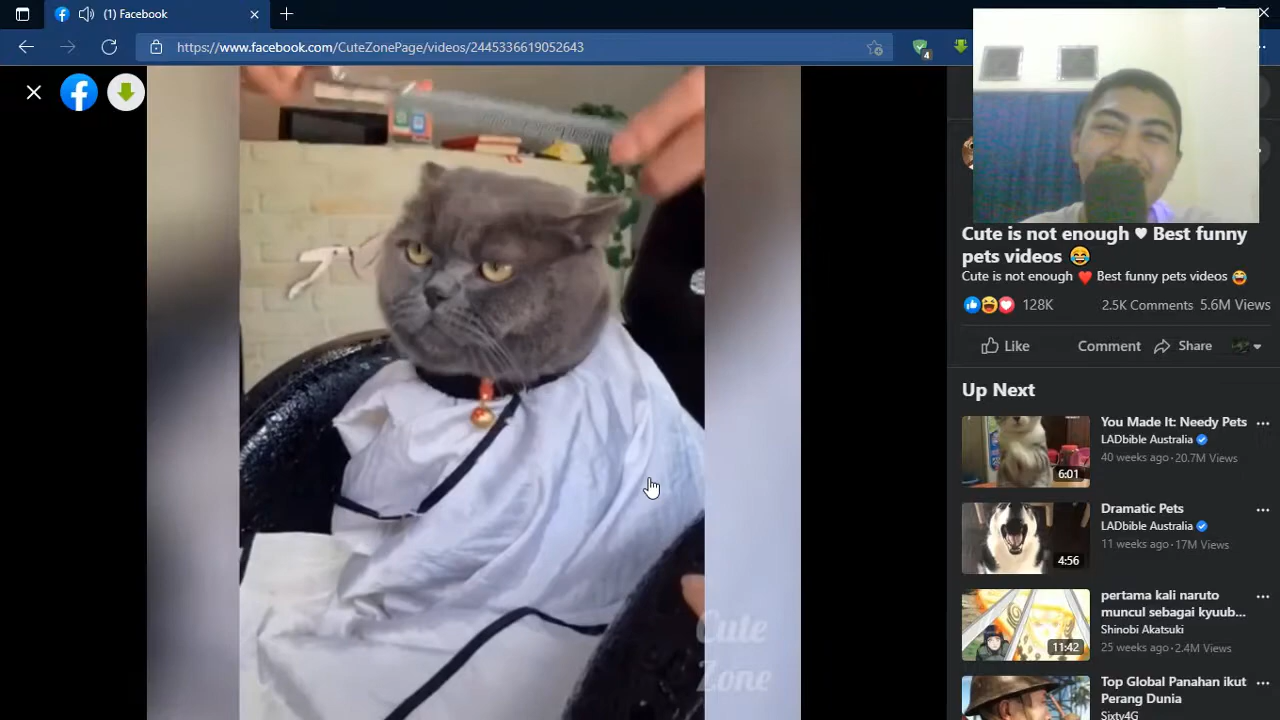 (1) Facebook
https://www.facebook.com/CuteZonePage/videos/2445336619052643
4
Cute
Zone
Cute is not enough ♥ Best funny
pets videos 😂
Cute is not enough ❤️ Best funny pets videos 😂
128K 2.5K Comments 5.6M Views
Like Comment Share
Up Next
You Made It: Needy Pets
LADbible Australia
40 weeks ago · 20.7M Views
6:01
Dramatic Pets
LADbible Australia
11 weeks ago · 17M Views
4:56
pertama kali naruto
muncul sebagai kyuub...
Shinobi Akatsuki
25 weeks ago · 2.4M Views
11:42
Top Global Panahan ikut
Perang Dunia
Sixty4G